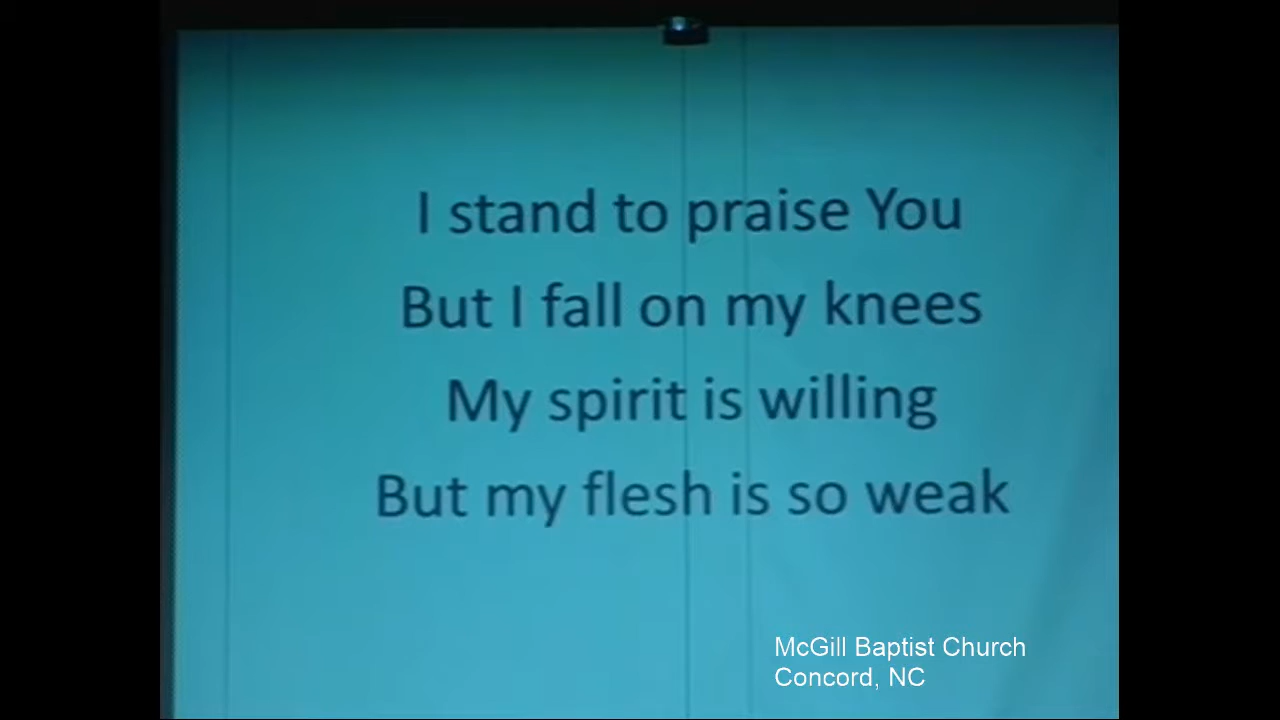 I stand to praise You
But I fall on my knees
My spirit is willing
But my flesh is so weak
McGill Baptist Church
Concord, NC